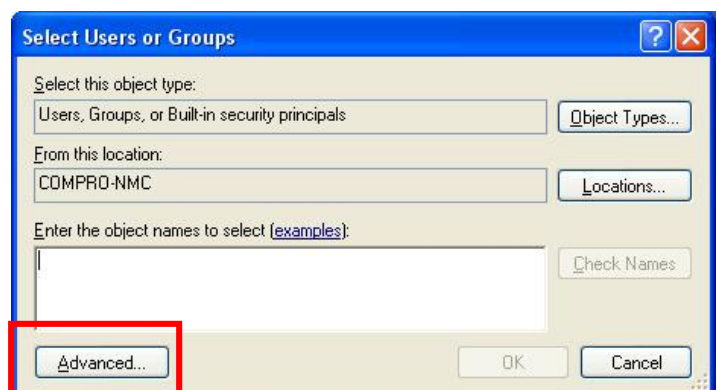 Select Users or Groups
Select this object type:
Users, Groups, or Built-in security principals
Object Types...
From this location:
COMPRO-NMC
Locations...
Enter the object names to select (examples):
Check Names
Advanced...
OK
Cancel